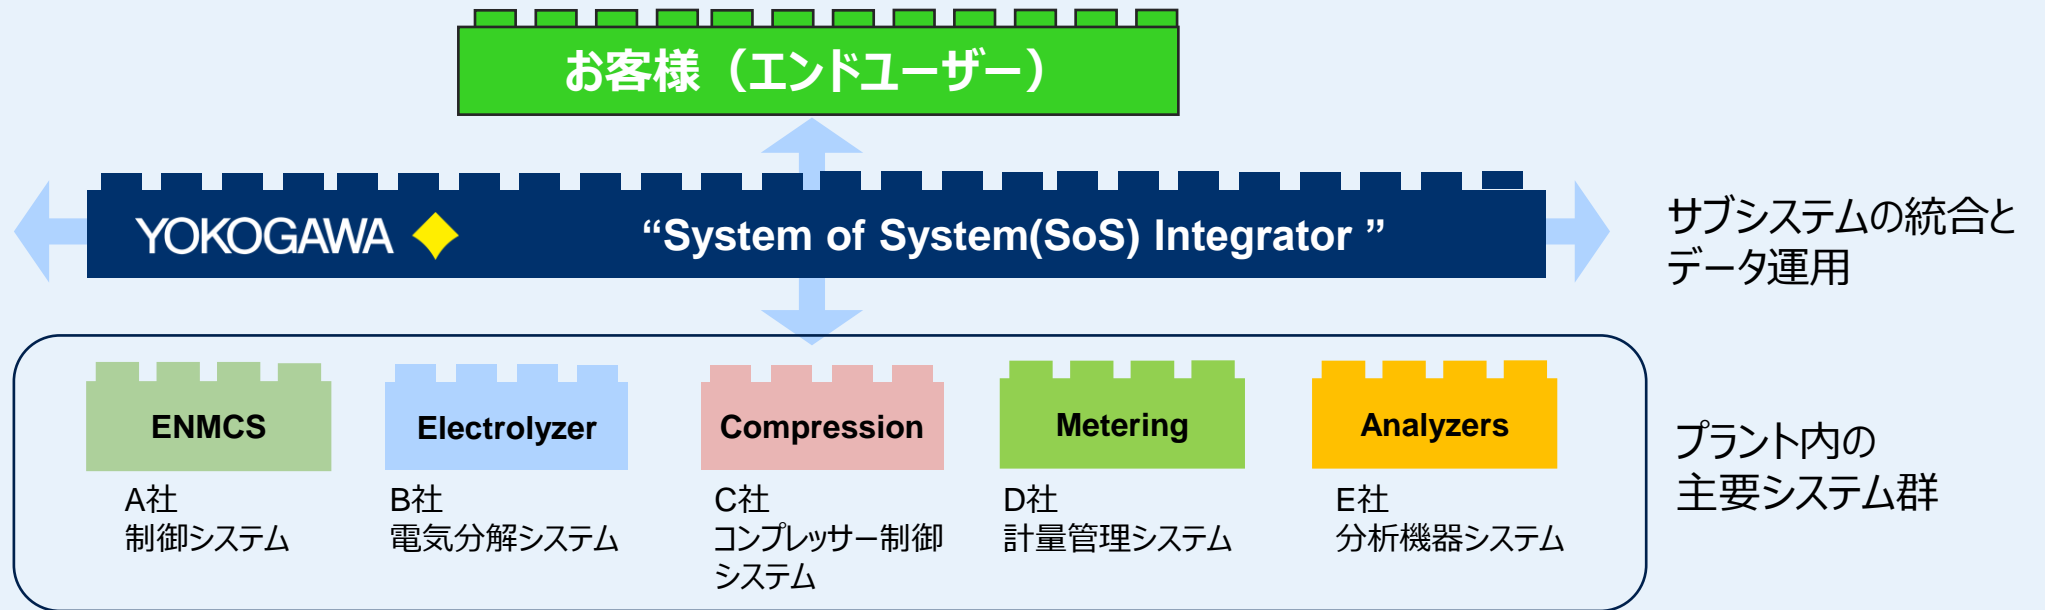 お客様（エンドユーザー）
YOKOGAWA “System of System(SoS) Integrator ”
サブシステムの統合と
データ運用
ENMCS
Electrolyzer
Compression
Metering
Analyzers
A社
制御システム
B社
電気分解システム
C社
コンプレッサー制御
システム
D社
計量管理システム
E社
分析機器システム
プラント内の
主要システム群